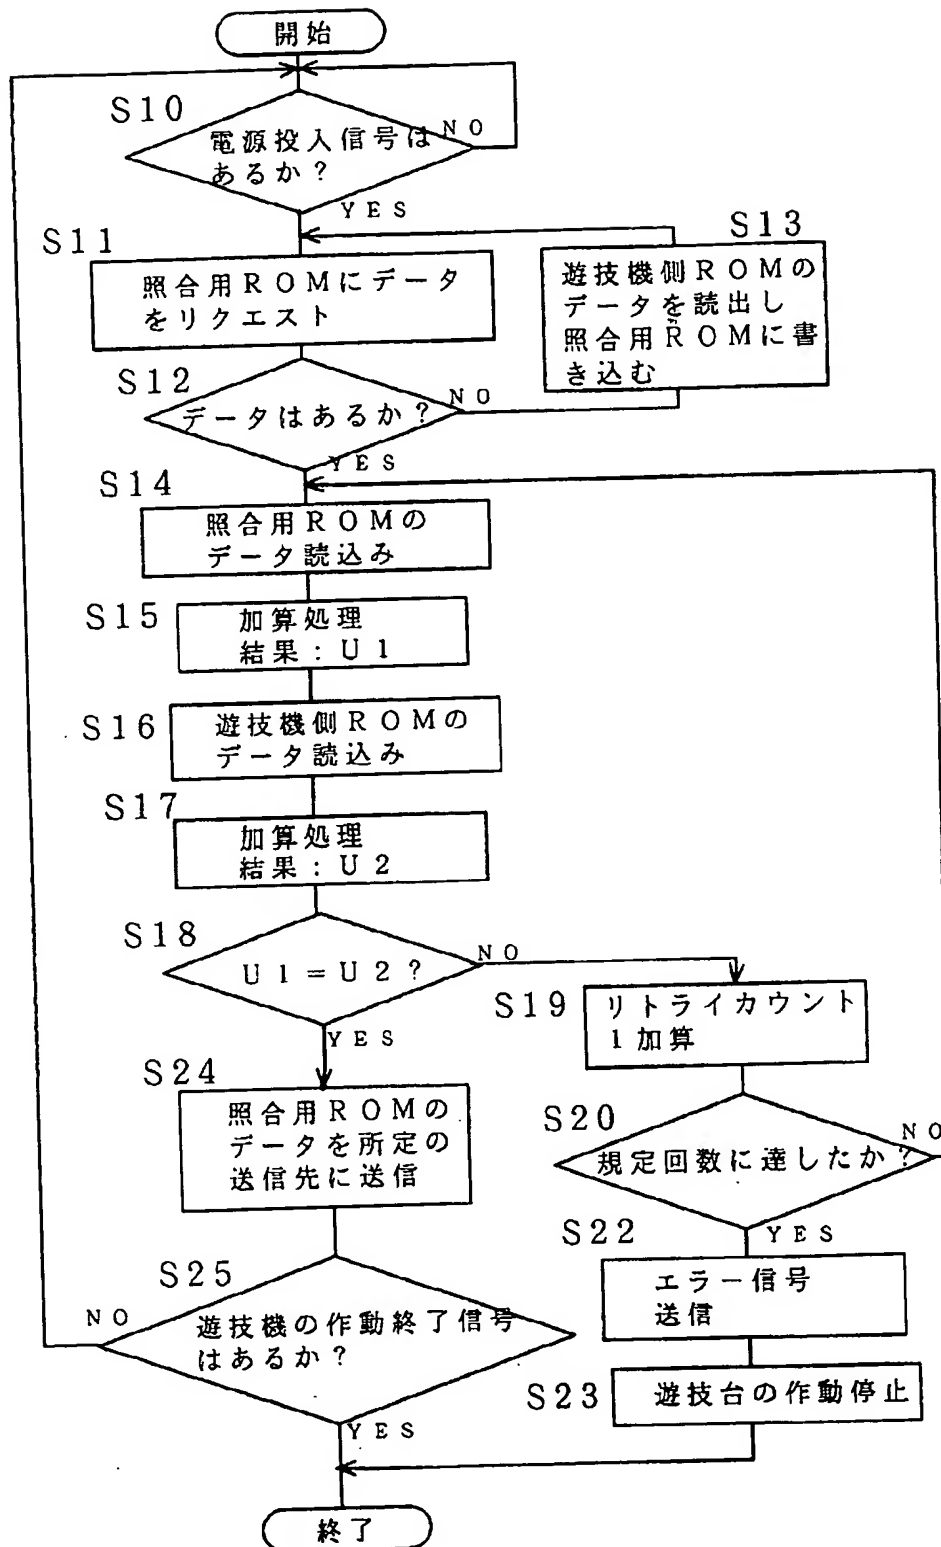 開始
S10
電源投入信号は
あるか？
NO
YES
S11
照合用ROMにデータ
をリクエスト
S13
遊技機側ROMの
データを読出し
照合用ROMに書
き込む
S12
データはあるか？
NO
YES
S14
照合用ROMの
データ読込み
S15
加算処理
結果：U1
S16
遊技機側ROMの
データ読込み
S17
加算処理
結果：U2
S18
U1＝U2？
NO
YES
S19
リトライカウント
1加算
S20
規定回数に達したか？
NO
YES
S22
エラー信号
送信
S23
遊技台の作動停止
S24
照合用ROMの
データを所定の
送信先に送信
S25
遊技機の作動終了信号
はあるか？
NO
YES
終了